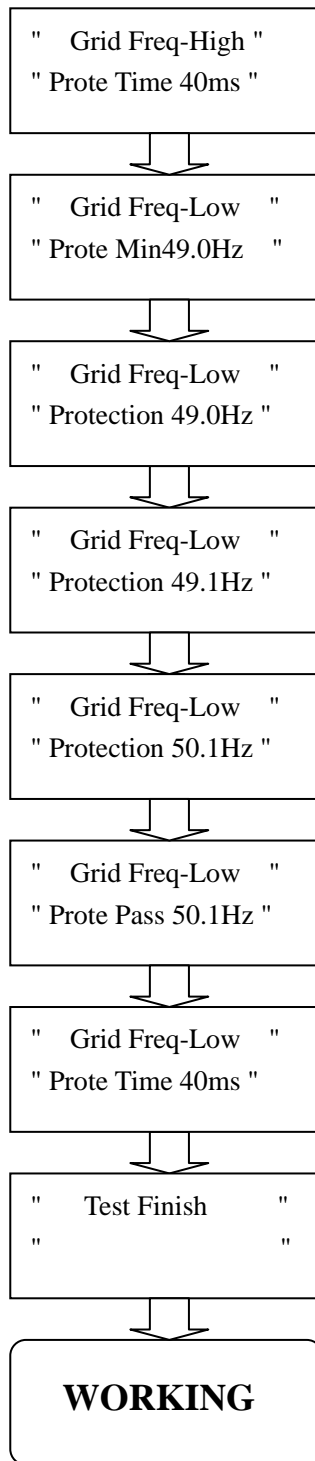 "    Grid Freq-High "
" Prote Time 40ms "
"    Grid Freq-Low    "
" Prote Min49.0Hz    "
"    Grid Freq-Low    "
" Protection 49.0Hz "
"    Grid Freq-Low    "
" Protection 49.1Hz "
"    Grid Freq-Low    "
" Protection 50.1Hz "
"    Grid Freq-Low    "
" Prote Pass 50.1Hz "
"    Grid Freq-Low    "
" Prote Time 40ms "
"      Test Finish          "
"                                 "
WORKING